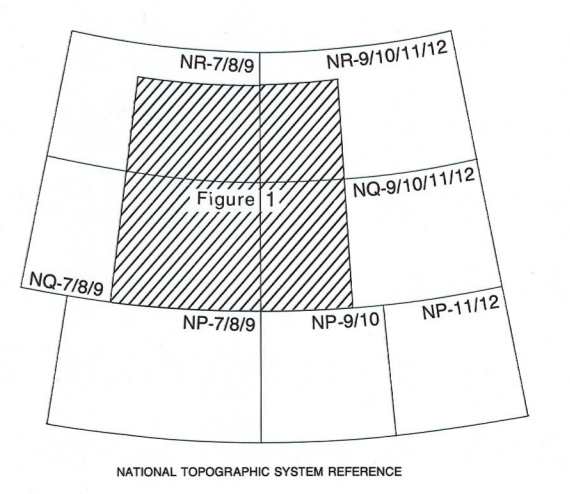 NR-7/8/9
NR-9/10/11/12
Figure 1
NQ-9/10/11/12
NQ-7/8/9
NP-7/8/9
NP-9/10
NP-11/12
NATIONAL TOPOGRAPHIC SYSTEM REFERENCE